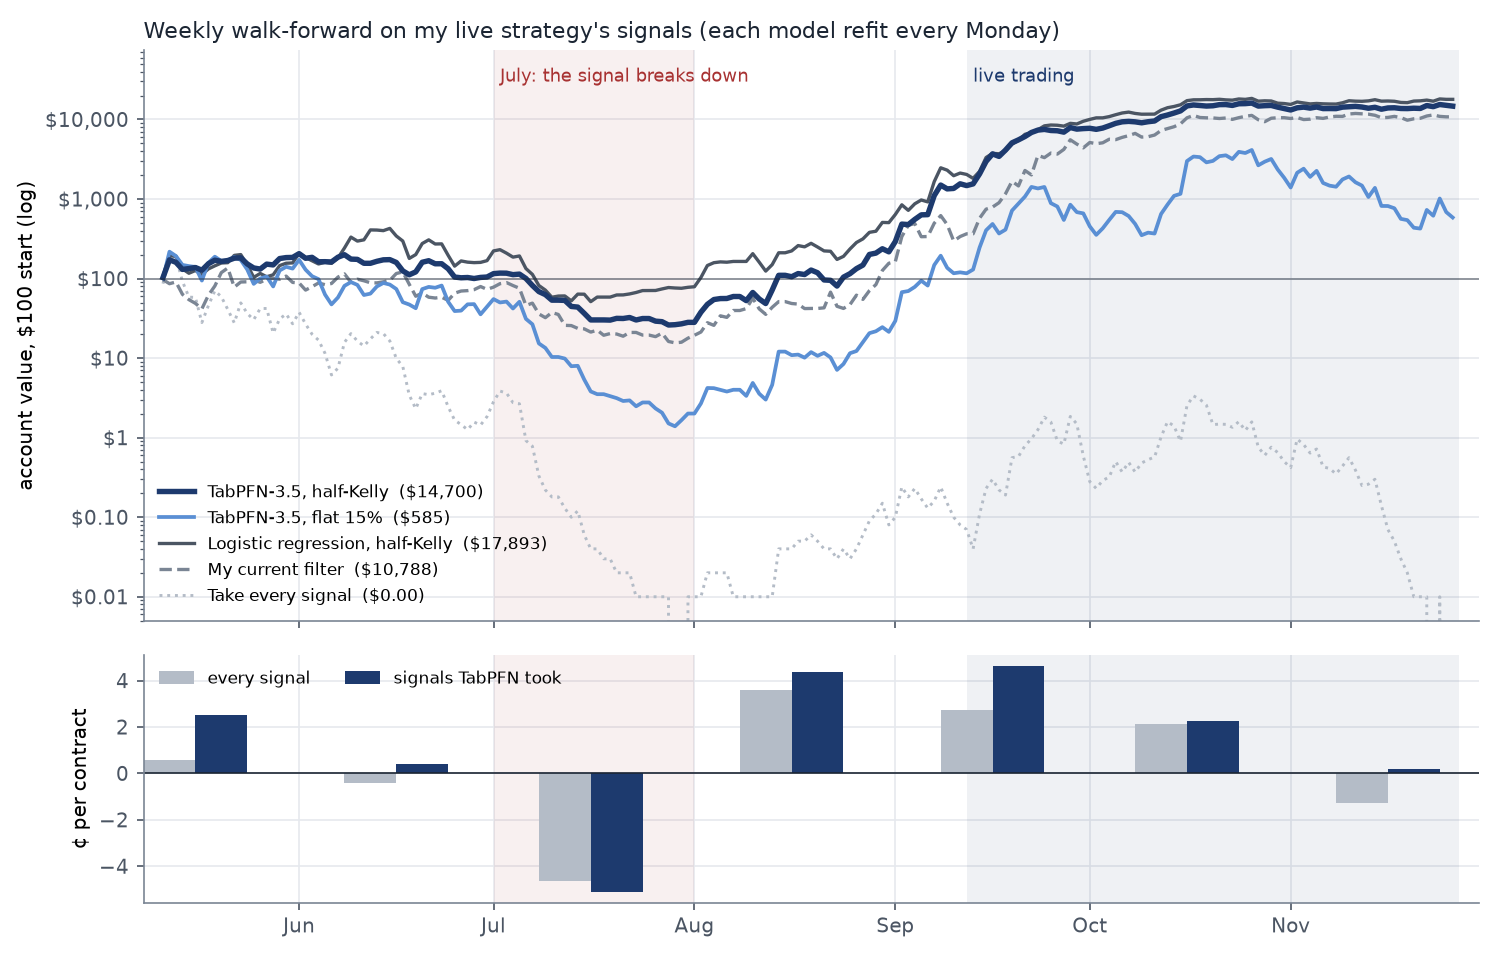 Weekly walk-forward on my live strategy's signals (each model refit every Monday)
July: the signal breaks down
live trading
account value, $100 start (log)
$10,000
$1,000
$100
$10
$1
$0.10
$0.01
TabPFN-3.5, half-Kelly ($14,700)
TabPFN-3.5, flat 15% ($585)
Logistic regression, half-Kelly ($17,893)
My current filter ($10,788)
Take every signal ($0.00)
every signal
signals TabPFN took
¢ per contract
4
2
0
−2
−4
Jun
Jul
Aug
Sep
Oct
Nov